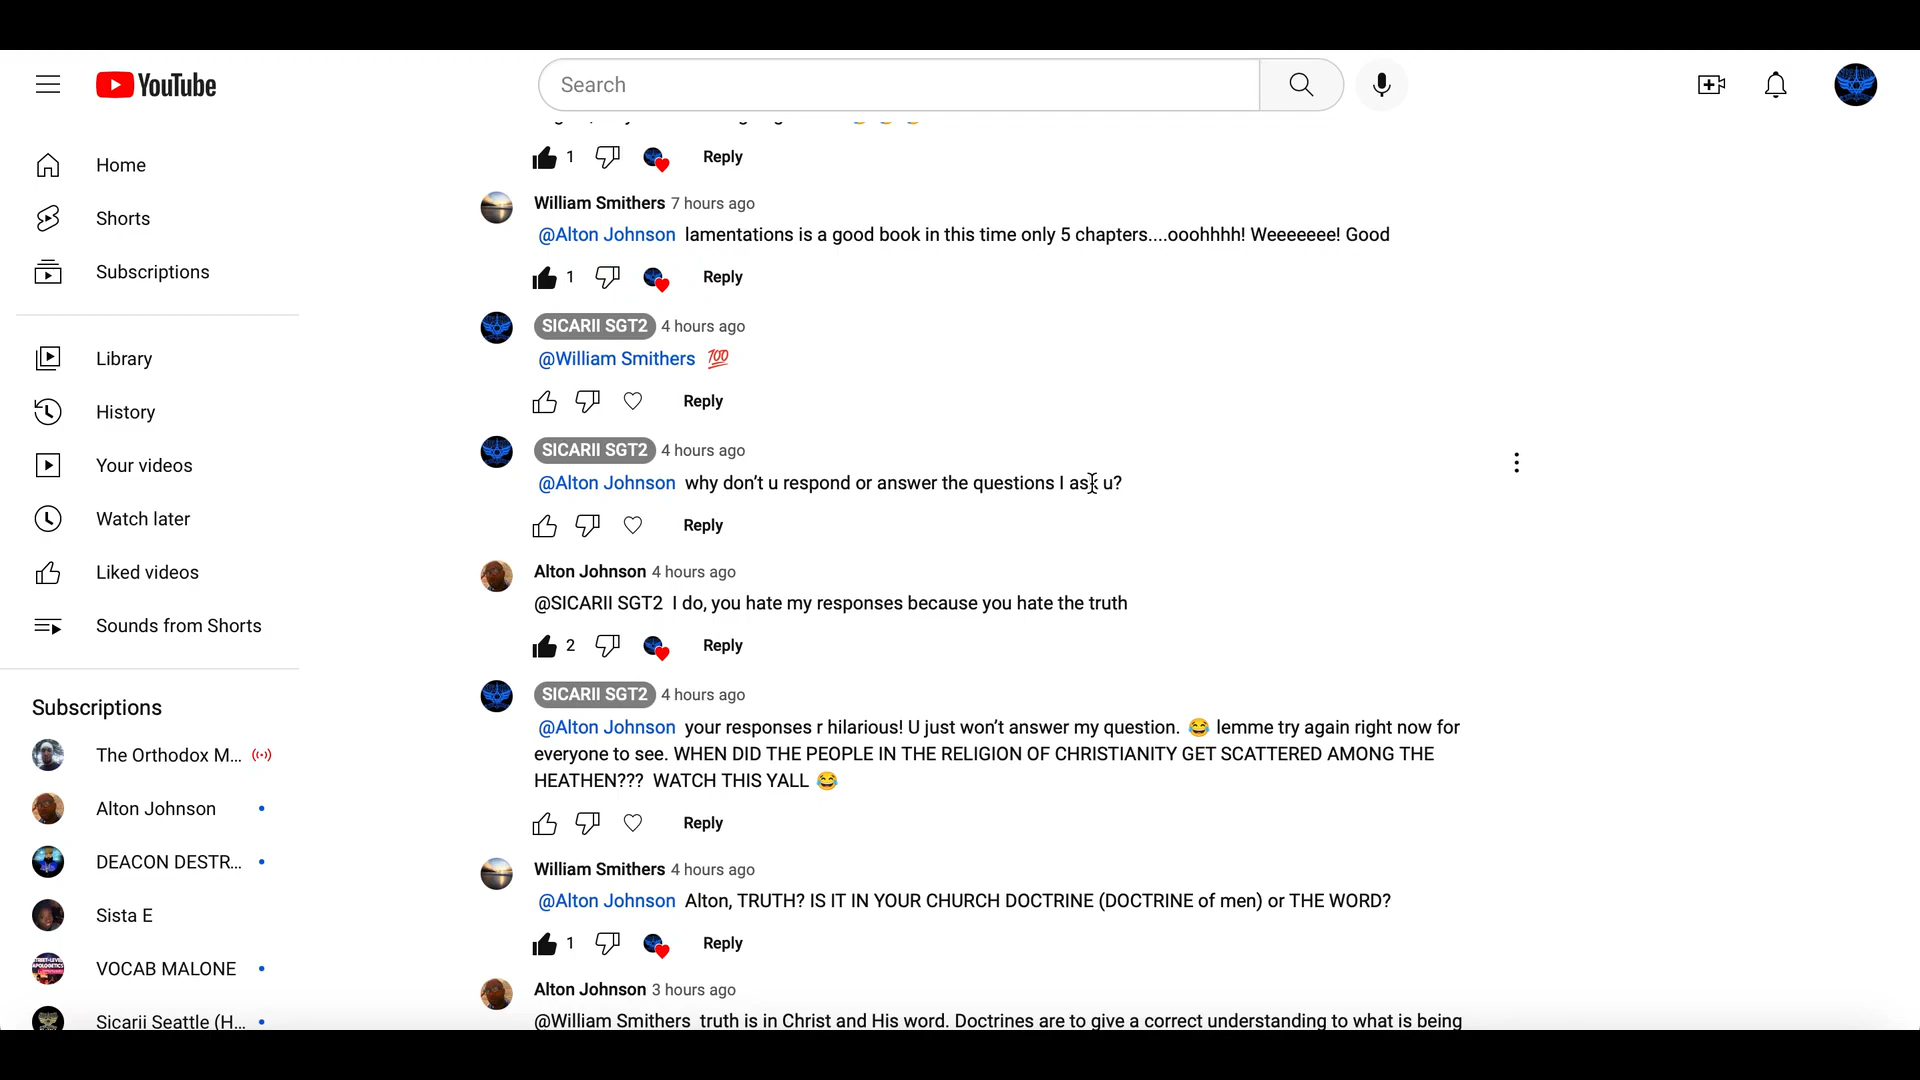 YouTube
Search
Home
Shorts
Subscriptions
Library
History
Your videos
Watch later
Liked videos
Sounds from Shorts
Subscriptions
The Orthodox M...
Alton Johnson
DEACON DESTR...
Sista E
VOCAB MALONE
Sicarii Seattle (H...
1 Reply
William Smithers 7 hours ago
@Alton Johnson lamentations is a good book in this time only 5 chapters....ooohhhh! Weeeeeee! Good
1 Reply
SICARII SGT2 4 hours ago
@William Smithers 💯
Reply
SICARII SGT2 4 hours ago
@Alton Johnson why don’t u respond or answer the questions I ask u?
Reply
Alton Johnson 4 hours ago
@SICARII SGT2 I do, you hate my responses because you hate the truth
2 Reply
SICARII SGT2 4 hours ago
@Alton Johnson your responses r hilarious! U just won’t answer my question. 😂 lemme try again right now for
everyone to see. WHEN DID THE PEOPLE IN THE RELIGION OF CHRISTIANITY GET SCATTERED AMONG THE
HEATHEN??? WATCH THIS YALL 😂
Reply
William Smithers 4 hours ago
@Alton Johnson Alton, TRUTH? IS IT IN YOUR CHURCH DOCTRINE (DOCTRINE of men) or THE WORD?
1 Reply
Alton Johnson 3 hours ago
@William Smithers truth is in Christ and His word. Doctrines are to give a correct understanding to what is being